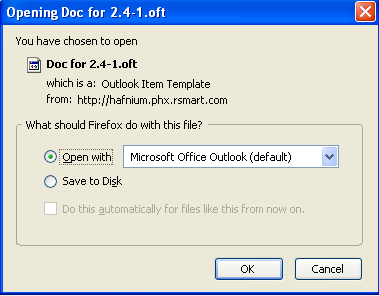 Opening Doc for 2.4-1.oft
You have chosen to open
Doc for 2.4-1.oft
which is a: Outlook Item Template
from: http://hafnium.phx.rsmart.com
What should Firefox do with this file?
Open with
Microsoft Office Outlook (default)
Save to Disk
Do this automatically for files like this from now on.
OK
Cancel